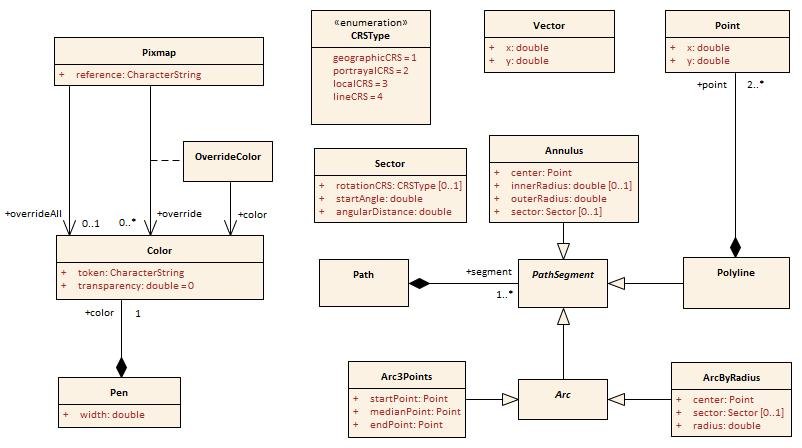 Pixmap
+ reference: CharacterString
«enumeration»
CRSType
geographicCRS = 1
portrayalCRS = 2
localCRS = 3
lineCRS = 4
Vector
+ x: double
+ y: double
Point
+ x: double
+ y: double
+point 2..*
OverrideColor
+overrideAll 0..1 0..* +override +color
Sector
+ rotationCRS: CRSType [0..1]
+ startAngle: double
+ angularDistance: double
Annulus
+ center: Point
+ innerRadius: double [0..1]
+ outerRadius: double
+ sector: Sector [0..1]
Color
+ token: CharacterString
+ transparency: double = 0
Path
+segment
1..*
PathSegment
Polyline
+color 1
Pen
+ width: double
Arc3Points
+ startPoint: Point
+ medianPoint: Point
+ endPoint: Point
Arc
ArcByRadius
+ center: Point
+ sector: Sector [0..1]
+ radius: double